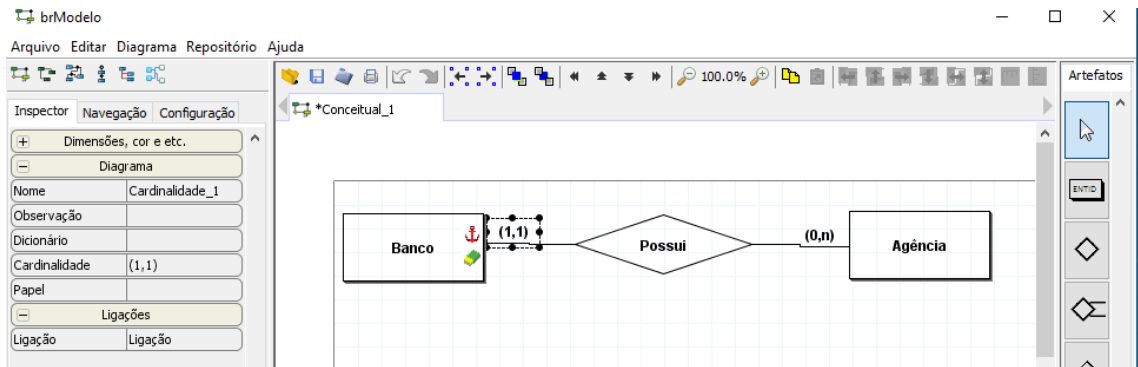 brModelo
Arquivo Editar Diagrama Repositório Ajuda
100.0%
Artefatos
Inspector Navegação Configuração
*Conceitual_1
Dimensões, cor e etc.
Diagrama
Nome Cardinalidade_1
Observação
Dicionário
Cardinalidade (1,1)
Papel
Ligações
Ligação Ligação
Banco (1,1) Possui (0,n) Agência
ENTID